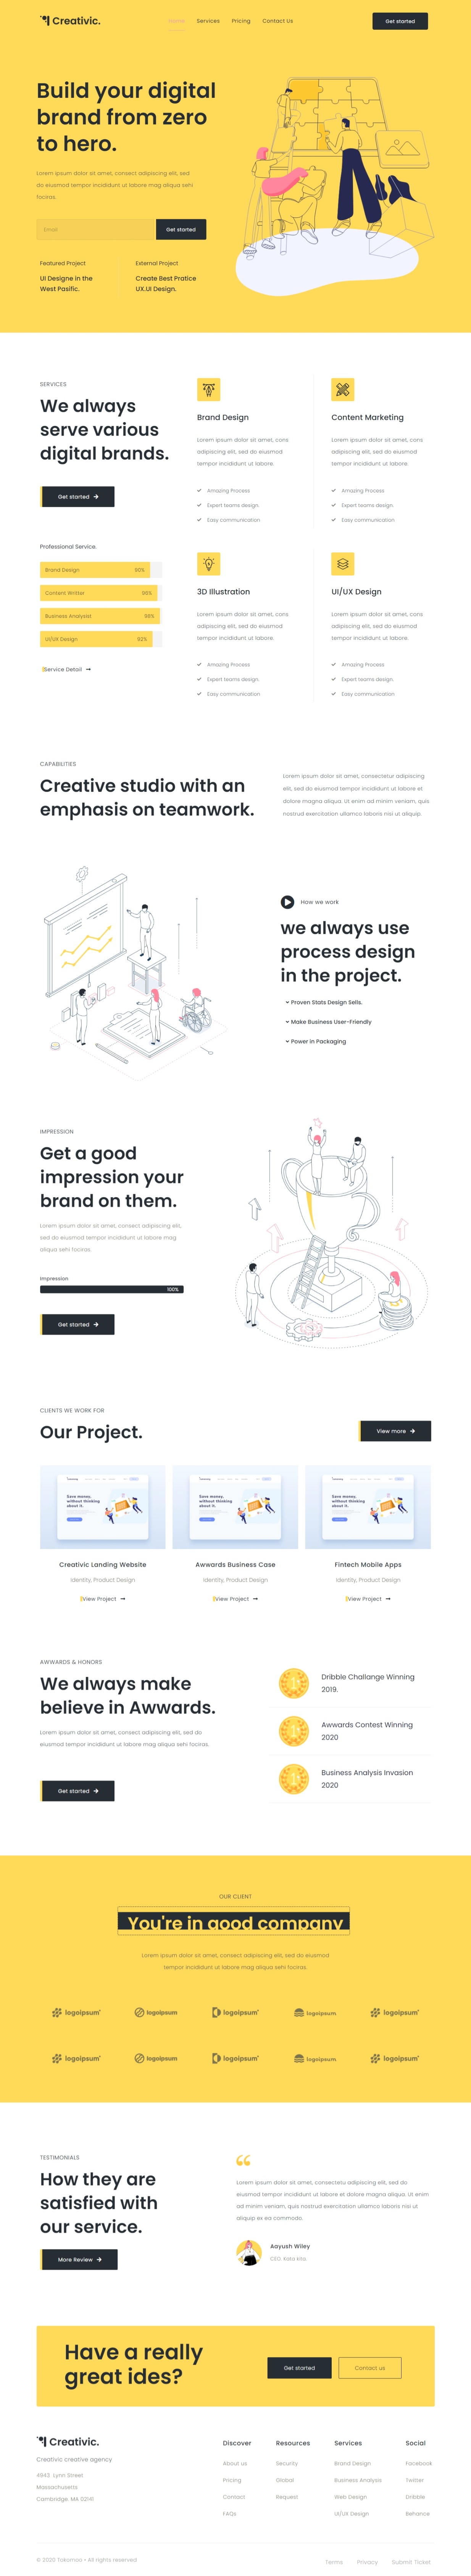 Creativic.
Home Services Pricing Contact Us
Get started
Build your digital
brand from zero
to hero.
Lorem ipsum dolor sit amet, consect adipiscing elit, sed
do eiusmod tempor incididunt ut labore mag aliqua sehi
fociras.
Email
Get started
Featured Project
UI Designe in the
West Pasific.
External Project
Create Best Pratice
UX.UI Design.
SERVICES
We always
serve various
digital brands.
Get started
Professional Service.
Brand Design 90%
Content Writter 96%
Business Analysist 98%
UI/UX Design 92%
Service Detail
Brand Design
Lorem ipsum dolor sit amet, cons
adipiscing elit, sed do eiusmod
tempor incididunt ut labore.
Amazing Process
Expert teams design.
Easy communication
Content Marketing
Lorem ipsum dolor sit amet, cons
adipiscing elit, sed do eiusmod
tempor incididunt ut labore.
Amazing Process
Expert teams design.
Easy communication
3D Illustration
Lorem ipsum dolor sit amet, cons
adipiscing elit, sed do eiusmod
tempor incididunt ut labore.
Amazing Process
Expert teams design.
Easy communication
UI/UX Design
Lorem ipsum dolor sit amet, cons
adipiscing elit, sed do eiusmod
tempor incididunt ut labore.
Amazing Process
Expert teams design.
Easy communication
CAPABILITIES
Creative studio with an
emphasis on teamwork.
Lorem ipsum dolor sit amet, consectetur adipiscing
elit, sed do eiusmod tempor incididunt ut labore et
dolore magna aliqua. Ut enim ad minim veniam, quis
nostrud exercitation ullamco laboris nisi ut aliquip.
How we work
we always use
process design
in the project.
Proven Stats Design Sells.
Make Business User-Friendly
Power in Packaging
IMPRESSION
Get a good
impression your
brand on them.
Lorem ipsum dolor sit amet, consect adipiscing elit,
sed do eiusmod tempor incididunt ut labore mag
aliqua sehi fociras.
Impression
100%
Get started
CLIENTS WE WORK FOR
Our Project.
View more
Save money,
without thinking
about it.
Save money,
without thinking
about it.
Save money,
without thinking
about it.
Creativic Landing Website
Identity, Product Design
View Project
Awwards Business Case
Identity, Product Design
View Project
Fintech Mobile Apps
Identity, Product Design
View Project
AWWARDS & HONORS
We always make
believe in Awwards.
Lorem ipsum dolor sit amet, consect adipiscing elit, sed do
eiusmod tempor incididunt ut labore mag aliqua sehi fociras.
Get started
Dribble Challange Winning
2019.
Awwards Contest Winning
2020
Business Analysis Invasion
2020
OUR CLIENT
You're in good company
Lorem ipsum dolor sit amet, consect adipiscing elit, sed do eiusmod
tempor incididunt ut labore mag aliqua sehi fociras.
logoipsum logoipsum logoipsum logoipsum logoipsum
logoipsum logoipsum logoipsum logoipsum logoipsum
TESTIMONIALS
How they are
satisfied with
our service.
More Review
“
Lorem ipsum dolor sit amet, consectetu adipiscing elit, sed do
eiusmod tempor incididunt ut labore et dolore magna aliqua. Ut enim
ad minim veniam, quis nostrud exercitation ullamco laboris nisi ut
aliquip ex ea commodo.
Aayush Wiley
CEO. Kota Kita.
Have a really
great ideas?
Get started
Contact us
Creativic.
Creativic creative agency
4943 Lynn Street
Massachusetts
Cambridge, MA 02141
Discover
About us
Pricing
Contact
FAQs
Resources
Security
Global
Request
Services
Brand Design
Business Analysis
Web Design
UI/UX Design
Social
Facebook
Twitter
Dribble
Behance
© 2020 Tokomoo • All rights reserved
Terms Privacy Submit Ticket